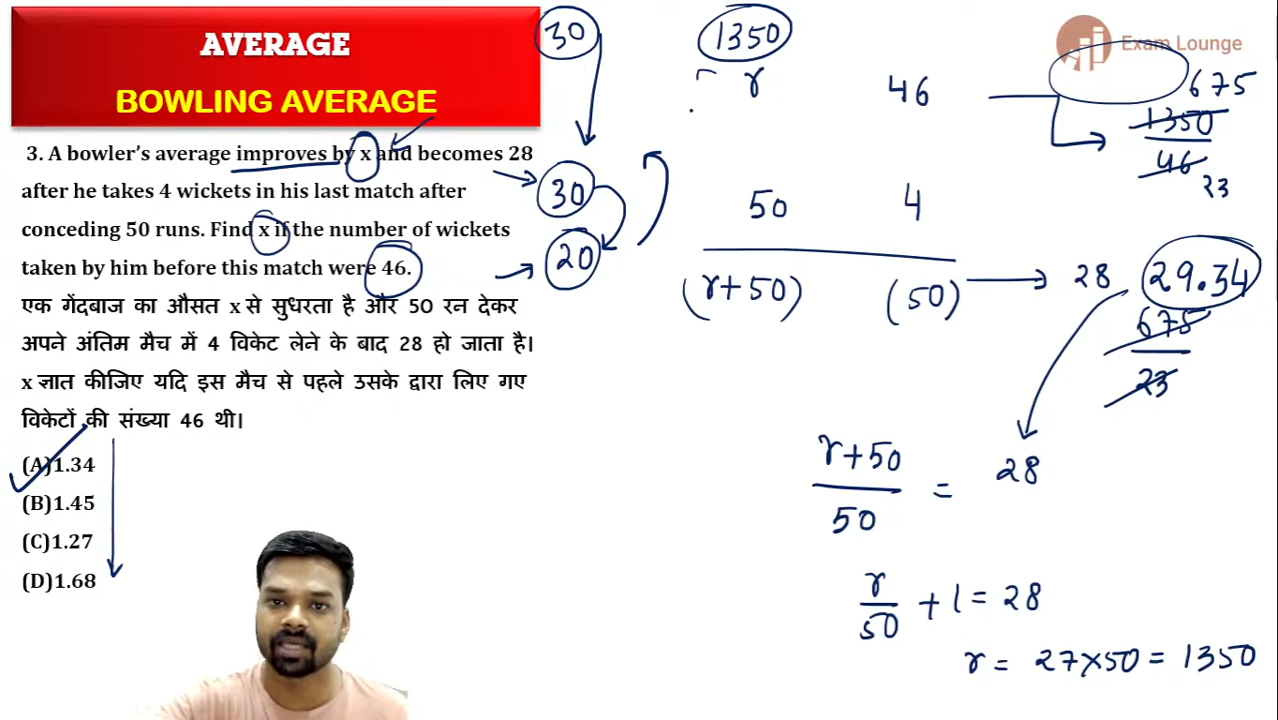 AVERAGE
BOWLING AVERAGE
Exam Lounge
3. A bowler's average improves by x and becomes 28
after he takes 4 wickets in his last match after
conceding 50 runs. Find x if the number of wickets
taken by him before this match were 46.
एक गेंदबाज का औसत x से सुधरता है और 50 रन देकर
अपने अंतिम मैच में 4 विकेट लेने के बाद 28 हो जाता है।
x ज्ञात कीजिए यदि इस मैच से पहले उसके द्वारा लिए गए
विकेटों की संख्या 46 थी।
(A)1.34
(B)1.45
(C)1.27
(D)1.68
30
30
20
1350
r 46
675
1350
46
23
50 4
(r+50) (50) 28 29.34
675
23
r+50
50
= 28
r
50
+ 1 = 28
r = 27×50 = 1350